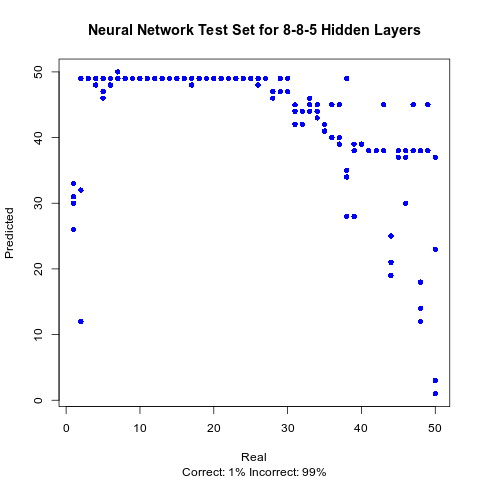 Neural Network Test Set for 8-8-5 Hidden Layers
50
40
30
20
10
0
Predicted
0 10 20 30 40 50
Real
Correct: 1% Incorrect: 99%